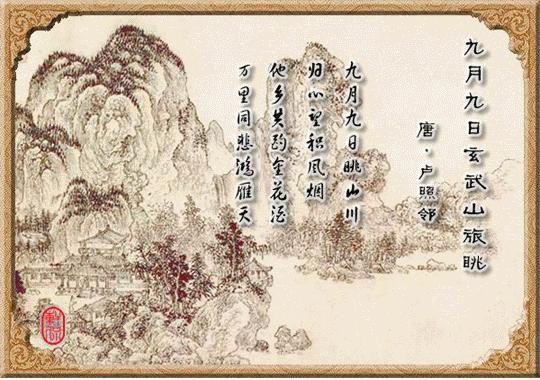 九月九日玄武山旅眺
唐·卢照邻
九月九日眺山川
归心望积风烟
他乡共酌金花酒
万里同悲鸿雁天